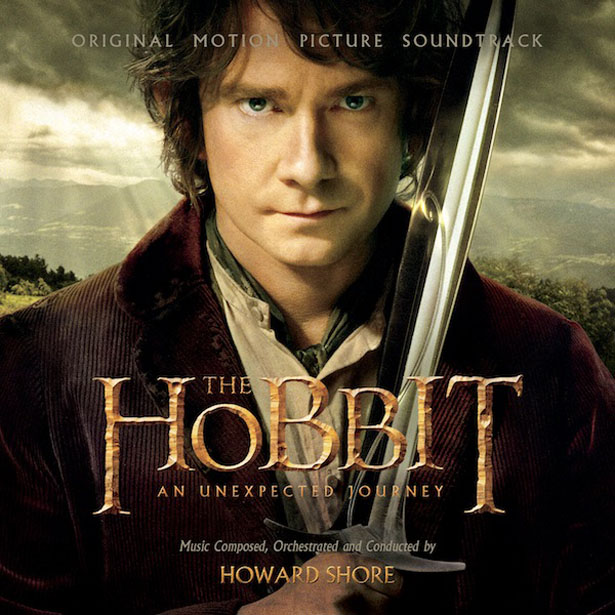 ORIGINAL MOTION PICTURE SOUNDTRACK
THE
HOBBIT
AN UNEXPECTED JOURNEY
Music Composed, Orchestrated and Conducted by
HOWARD SHORE